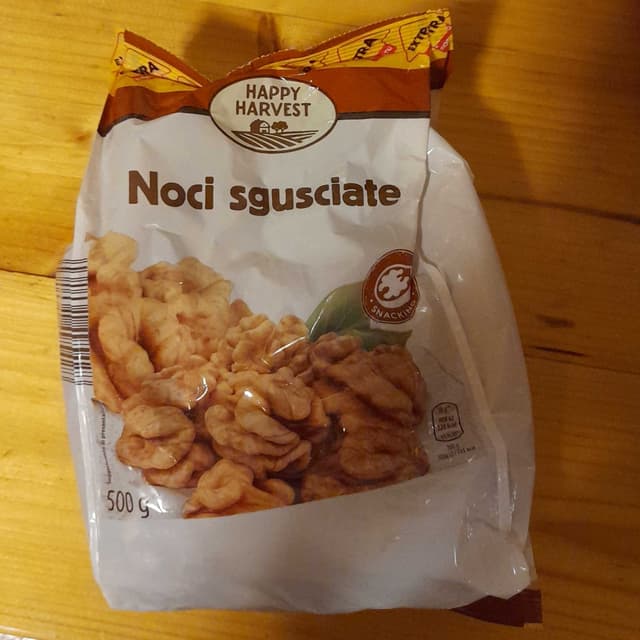 EXTRA
HAPPY
HARVEST
Noci sgusciate
SNACKING
500 g